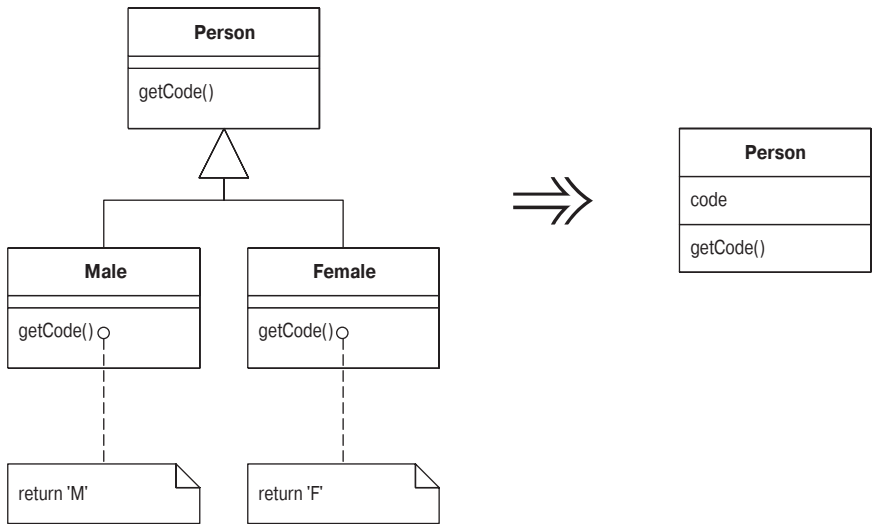 Person
getCode()
Male
getCode()
Female
getCode()
return 'M'
return 'F'
Person
code
getCode()